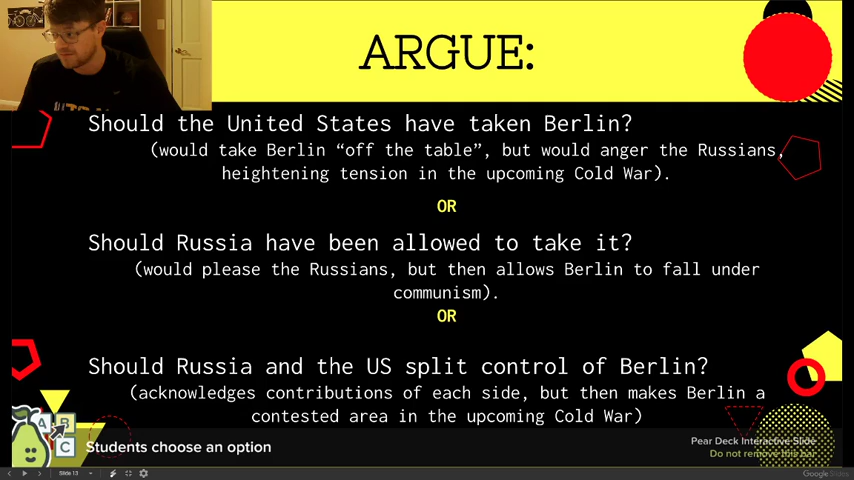 ARGUE:
Should the United States have taken Berlin?
(would take Berlin “off the table”, but would anger the Russians,
heightening tension in the upcoming Cold War).
OR
Should Russia have been allowed to take it?
(would please the Russians, but then allows Berlin to fall under
communism).
OR
Should Russia and the US split control of Berlin?
(acknowledges contributions of each side, but then makes Berlin a
contested area in the upcoming Cold War)
A B
C
Students choose an option
Pear Deck Interactive Slide
Do not remove this bar
Slide 13
Google Slides